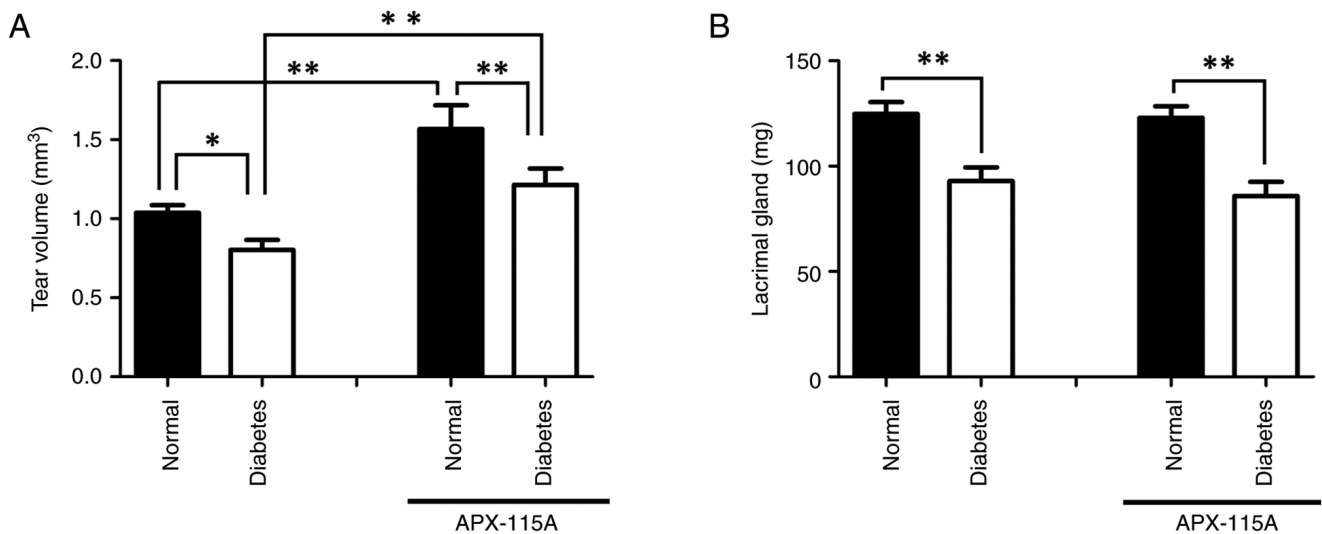 A
Tear volume (mm³)
2.0
1.5
1.0
0.5
0.0
* *
**
**
*
Normal
Diabetes
Normal
Diabetes
APX-115A
B
Lacrimal gland (mg)
150
100
50
0
**
**
Normal
Diabetes
Normal
Diabetes
APX-115A